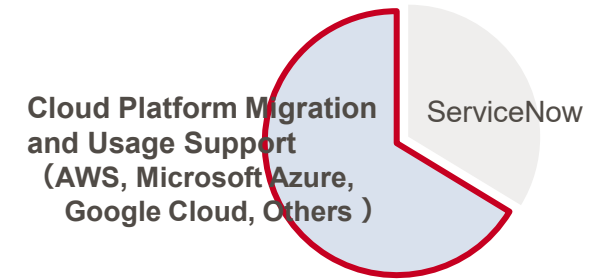 Cloud Platform Migration
and Usage Support
（AWS, Microsoft Azure,
Google Cloud, Others ）
ServiceNow